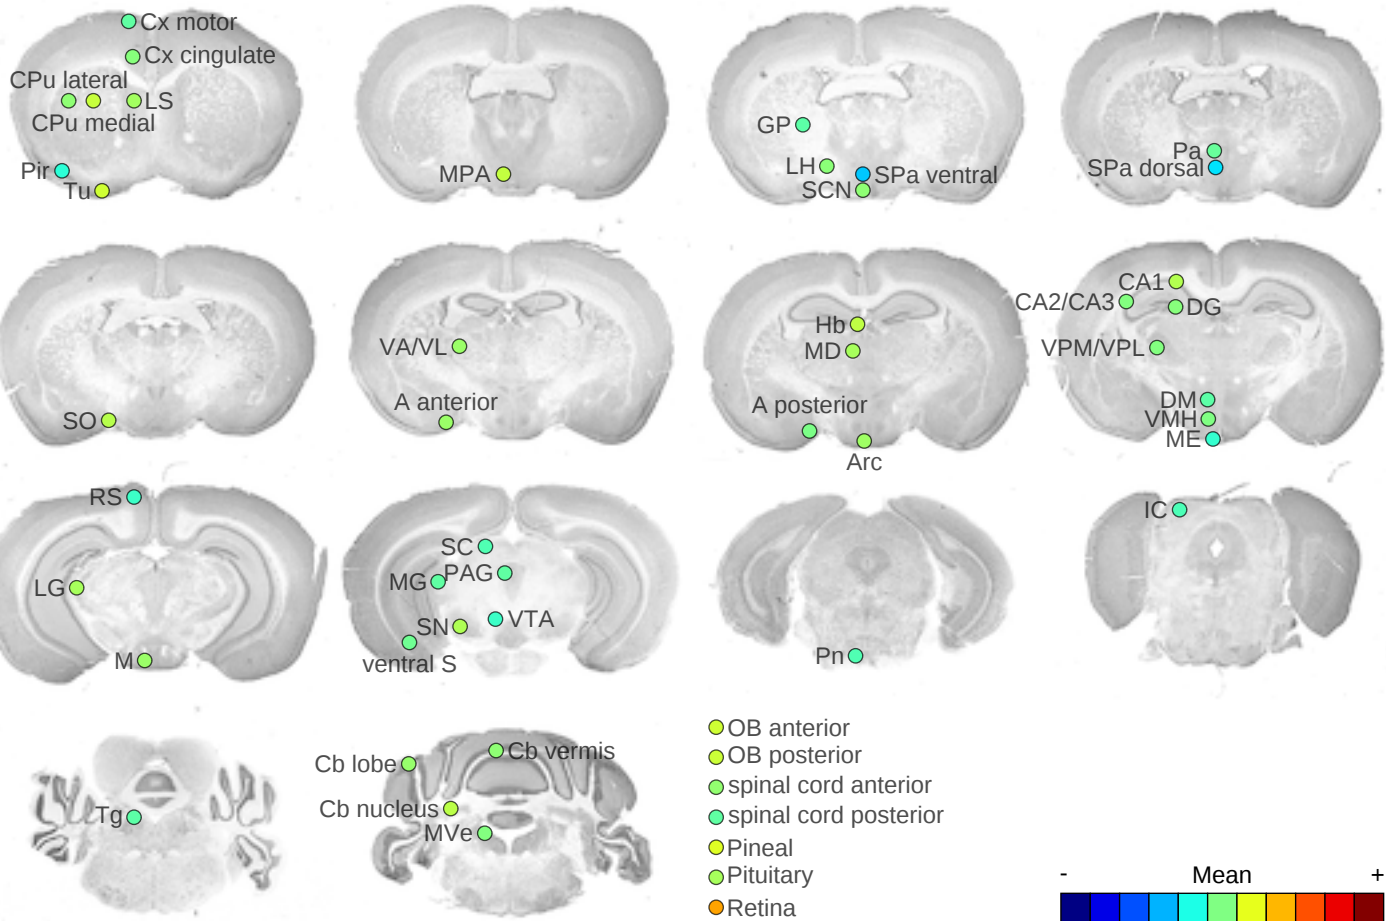 Cx motor
Cx cingulate
CPu lateral
LS
CPu medial
Pir
Tu
MPA
GP
LH
SPa ventral
SCN
Pa
SPa dorsal
SO
VA/VL
A anterior
Hb
MD
A posterior
Arc
CA1
CA2/CA3
DG
VPM/VPL
DM
VMH
ME
RS
LG
M
SC
PAG
MG
VTA
SN
ventral S
Pn
IC
Tg
Cb vermis
Cb lobe
Cb nucleus
MVe
OB anterior
OB posterior
spinal cord anterior
spinal cord posterior
Pineal
Pituitary
Retina
- Mean +